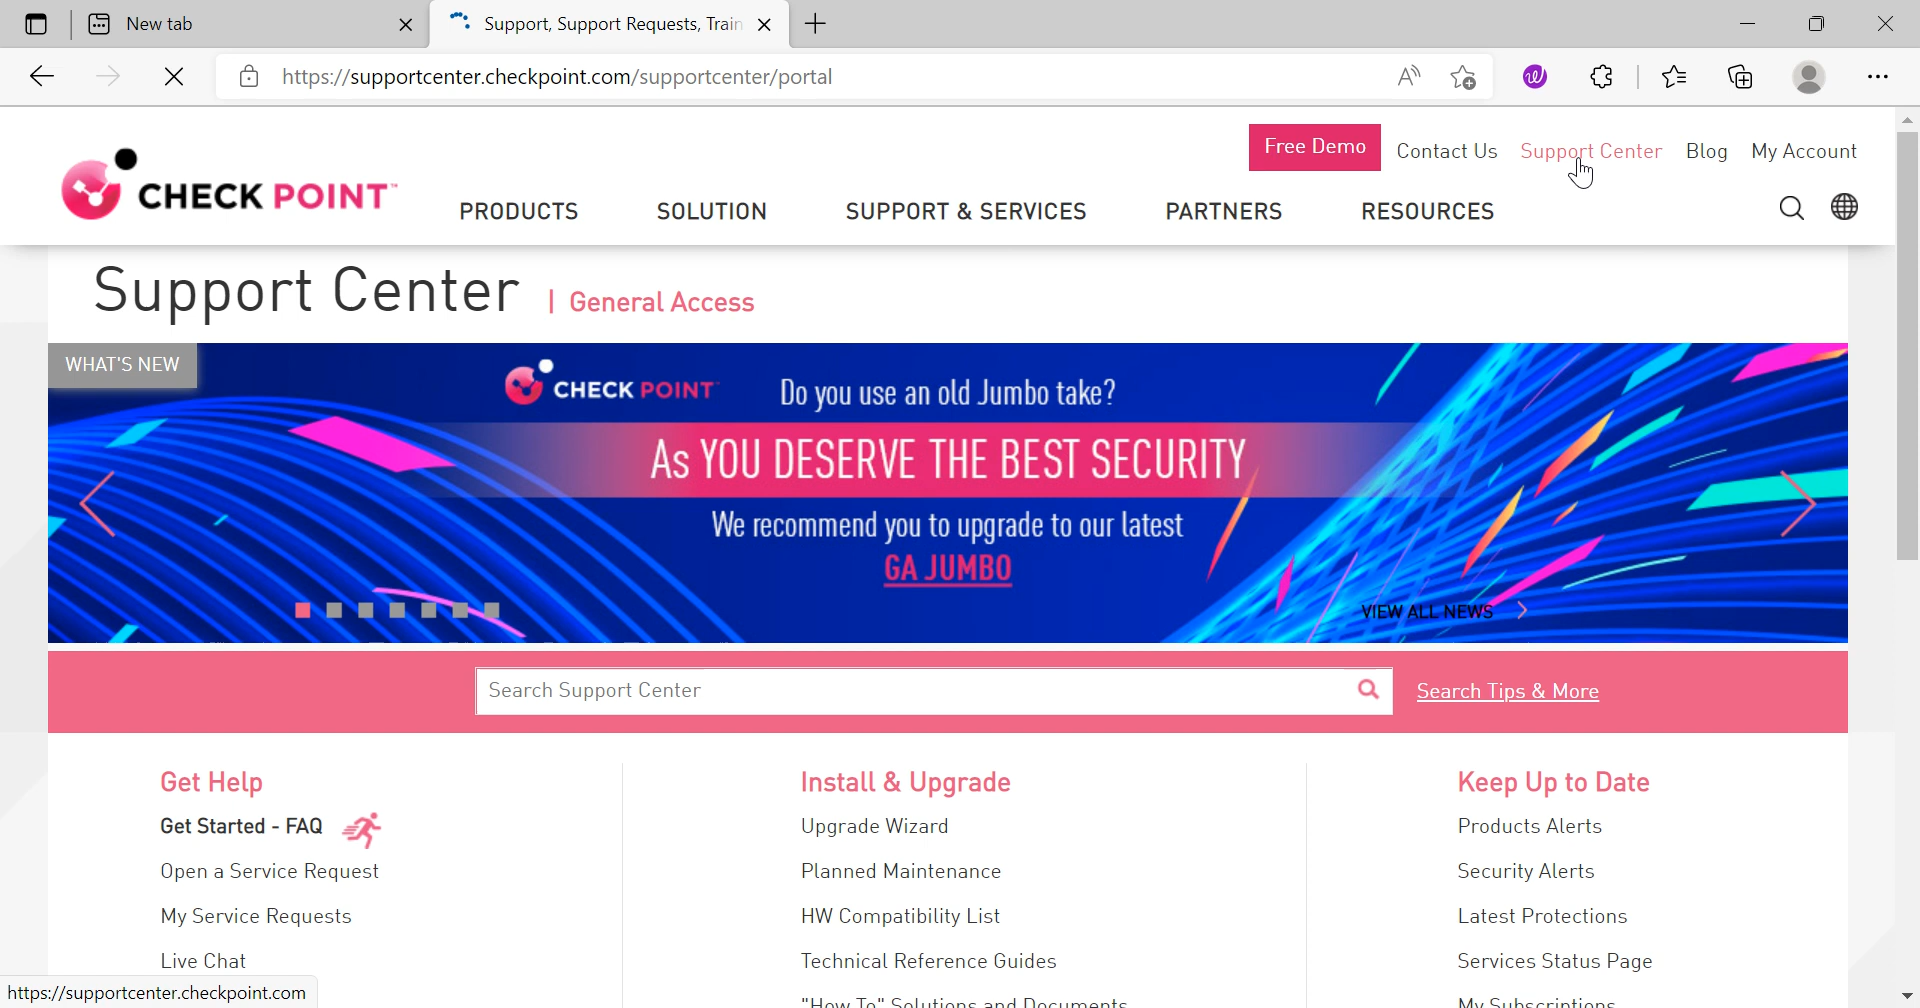 New tab
Support, Support Requests, Train
https://supportcenter.checkpoint.com/supportcenter/portal
Free Demo Contact Us Support Center Blog My Account
CHECK POINT™
PRODUCTS SOLUTION SUPPORT & SERVICES PARTNERS RESOURCES
Support Center | General Access
WHAT'S NEW
CHECK POINT Do you use an old Jumbo take?
As YOU DESERVE THE BEST SECURITY
We recommend you to upgrade to our latest
GA JUMBO
VIEW ALL NEWS
Search Support Center
Search Tips & More
Get Help
Get Started - FAQ
Open a Service Request
My Service Requests
Live Chat
Install & Upgrade
Upgrade Wizard
Planned Maintenance
HW Compatibility List
Technical Reference Guides
"How To" Solutions and Documents
Keep Up to Date
Products Alerts
Security Alerts
Latest Protections
Services Status Page
My Subscriptions
https://supportcenter.checkpoint.com